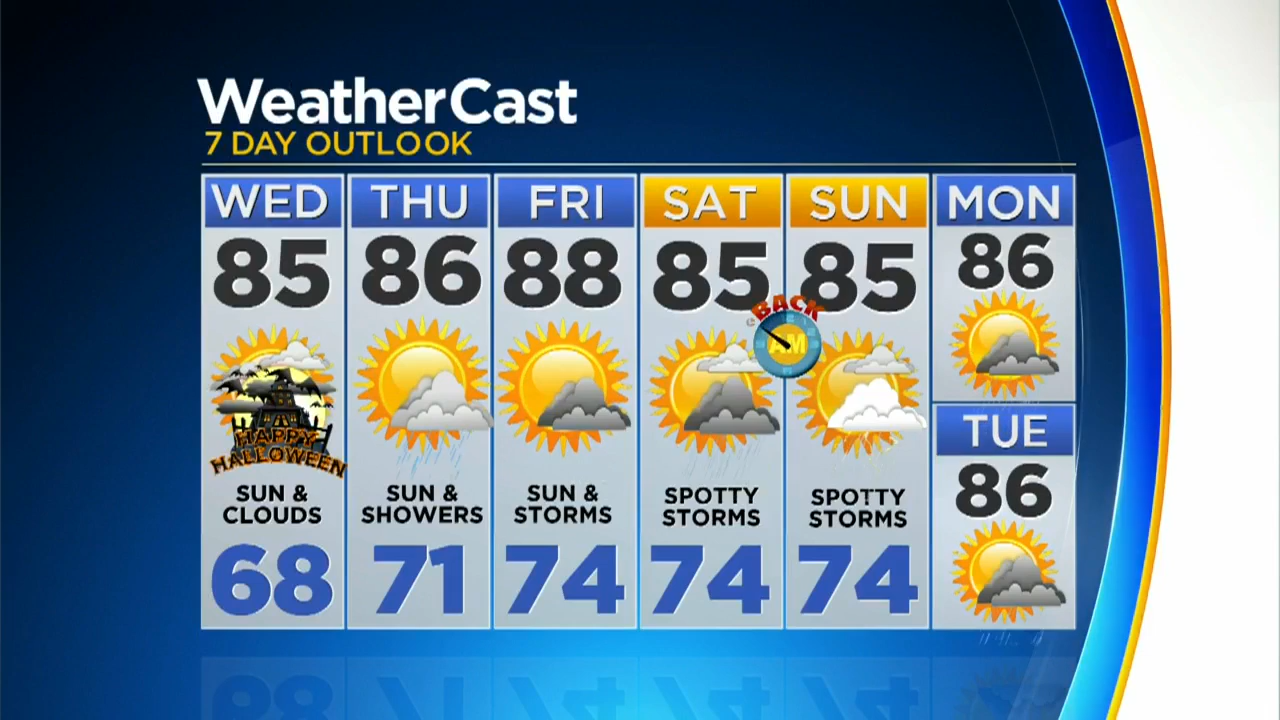 WeatherCast
7 DAY OUTLOOK
WED
85
HAPPY
HALLOWEEN
SUN &
CLOUDS
68
THU
86
SUN &
SHOWERS
71
FRI
88
SUN &
STORMS
74
SAT
85
SPOTTY
STORMS
74
BACK
AM
SUN
85
SPOTTY
STORMS
74
MON
86
TUE
86